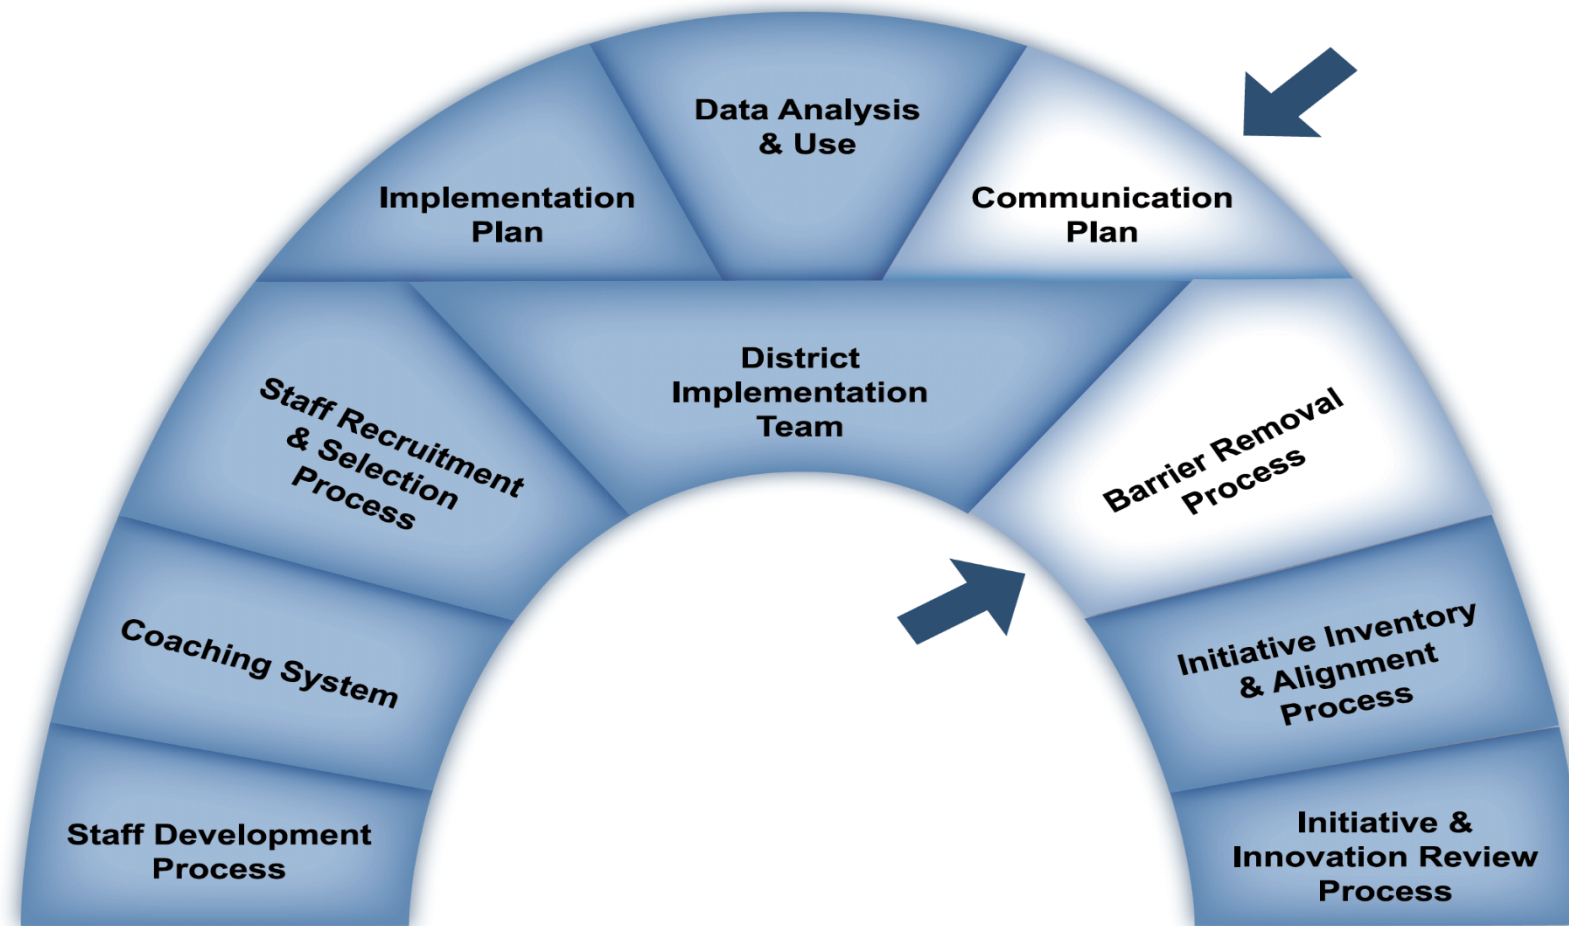 Data Analysis
& Use
Implementation
Plan
Communication
Plan
District
Implementation
Team
Staff Recruitment
& Selection
Process
Barrier Removal
Process
Coaching System
Initiative Inventory
& Alignment
Process
Staff Development
Process
Initiative &
Innovation Review
Process